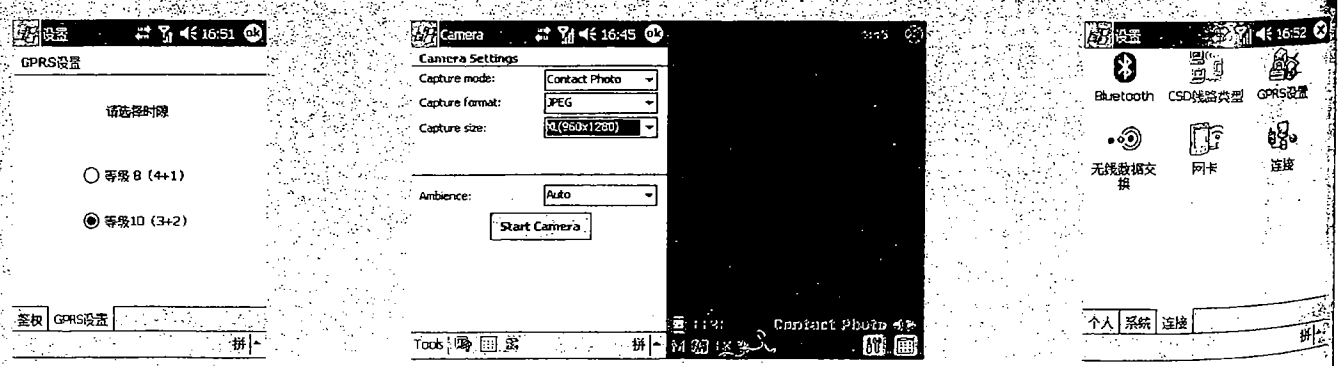 设置 16:51 ok
GPRS设置
请选择时隙
等级 8 (4+1)
等级10 (3+2)
鉴权 GPRS设置
拼
Camera 16:45 ok
Camera Settings
Capture mode: Contact Photo
Capture format: JPEG
Capture size: XL(960x1280)
Ambience: Auto
Start Camera
Tools 拼
Contact Photo
设置 16:52
Bluetooth CSD线路类型 GPRS设置
无线数据交换 网卡 连接
个人 系统 连接
拼